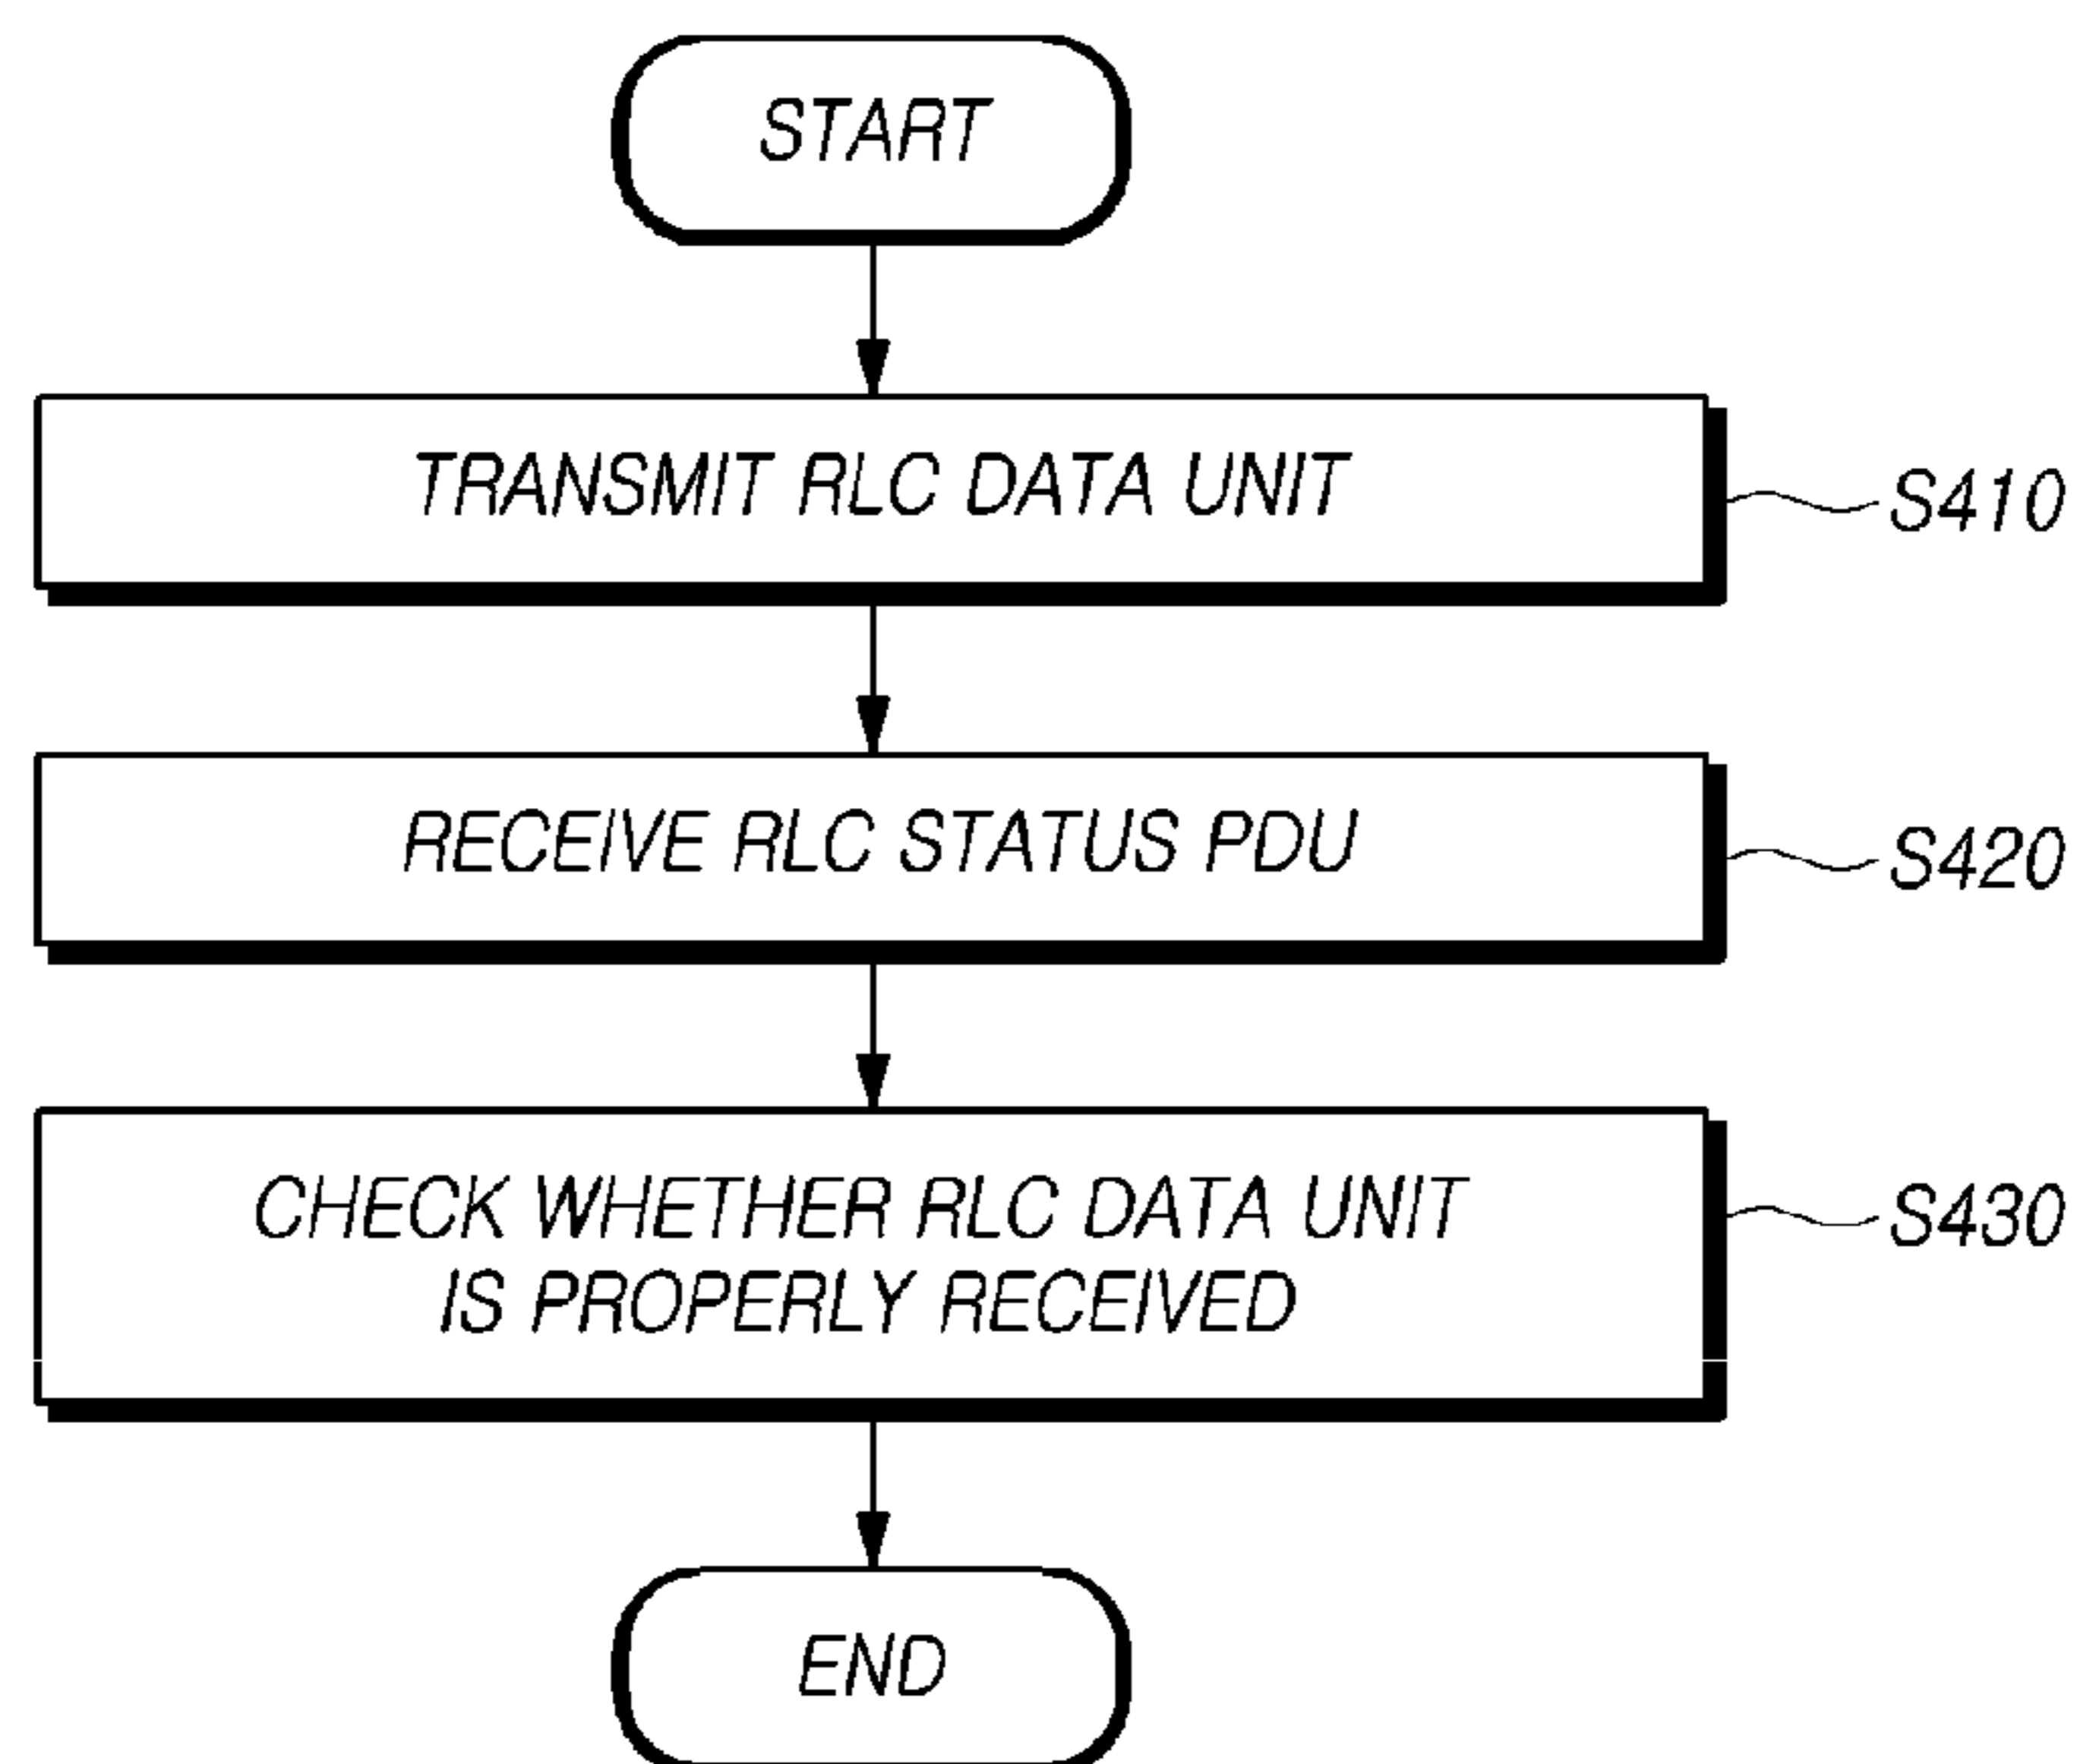 START
TRANSMIT RLC DATA UNIT
S410
RECEIVE RLC STATUS PDU
S420
CHECK WHETHER RLC DATA UNIT
IS PROPERLY RECEIVED
S430
END